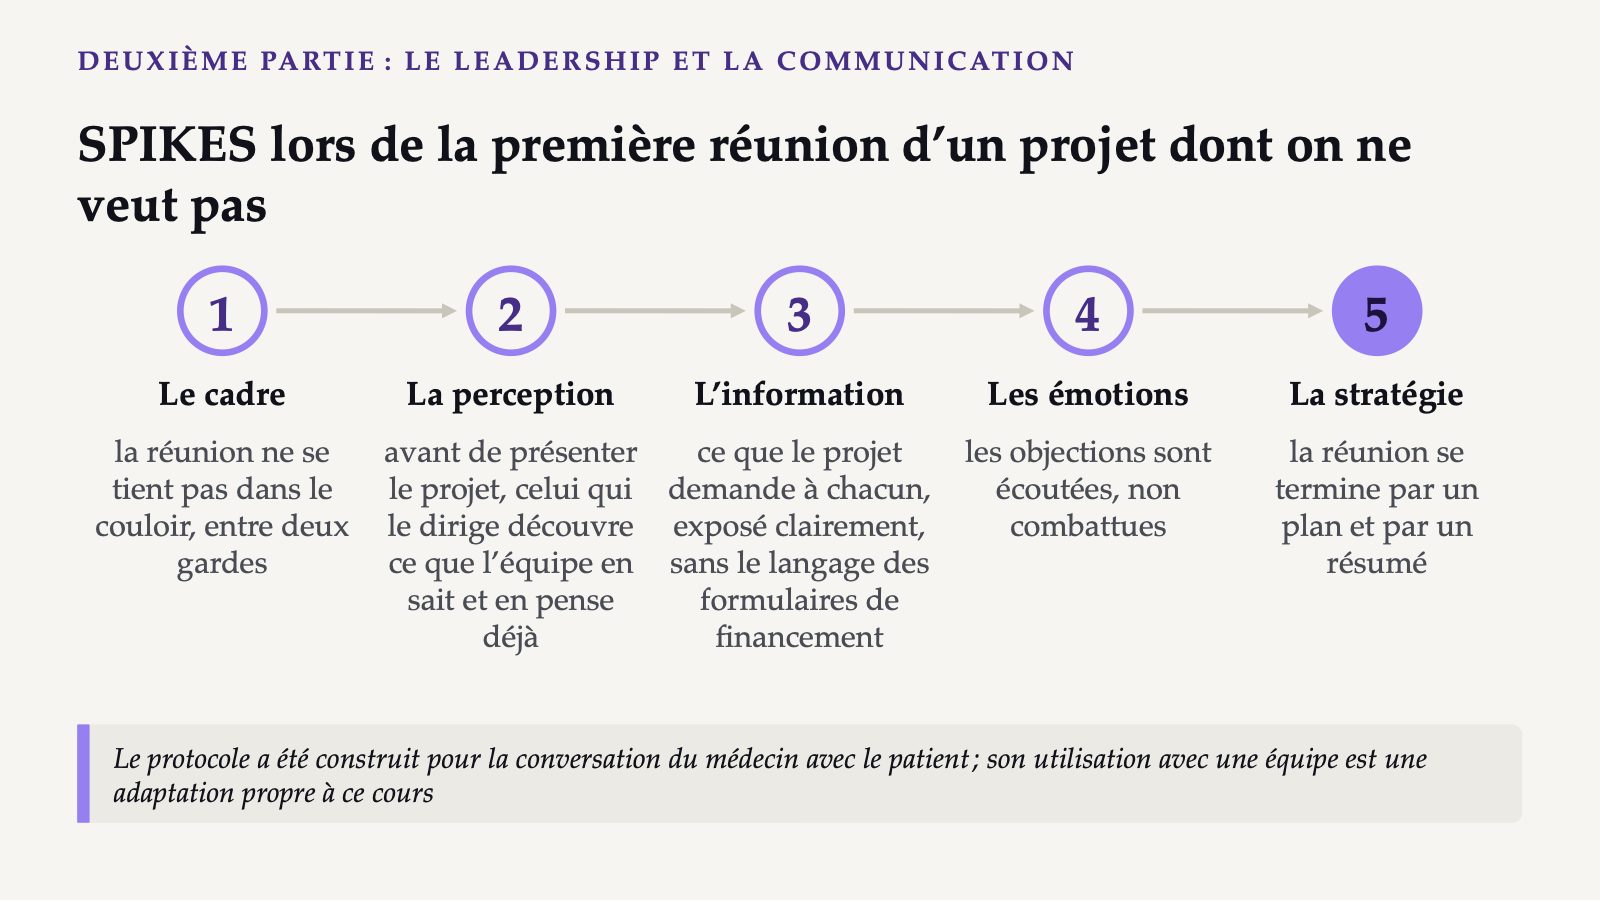 DEUXIÈME PARTIE : LE LEADERSHIP ET LA COMMUNICATION
SPIKES lors de la première réunion d’un projet dont on ne
veut pas
1
2
3
4
5
Le cadre
la réunion ne se
tient pas dans le
couloir, entre deux
gardes
La perception
avant de présenter
le projet, celui qui
le dirige découvre
ce que l’équipe en
sait et en pense
déjà
L’information
ce que le projet
demande à chacun,
exposé clairement,
sans le langage des
formulaires de
financement
Les émotions
les objections sont
écoutées, non
combattues
La stratégie
la réunion se
termine par un
plan et par un
résumé
Le protocole a été construit pour la conversation du médecin avec le patient ; son utilisation avec une équipe est une
adaptation propre à ce cours